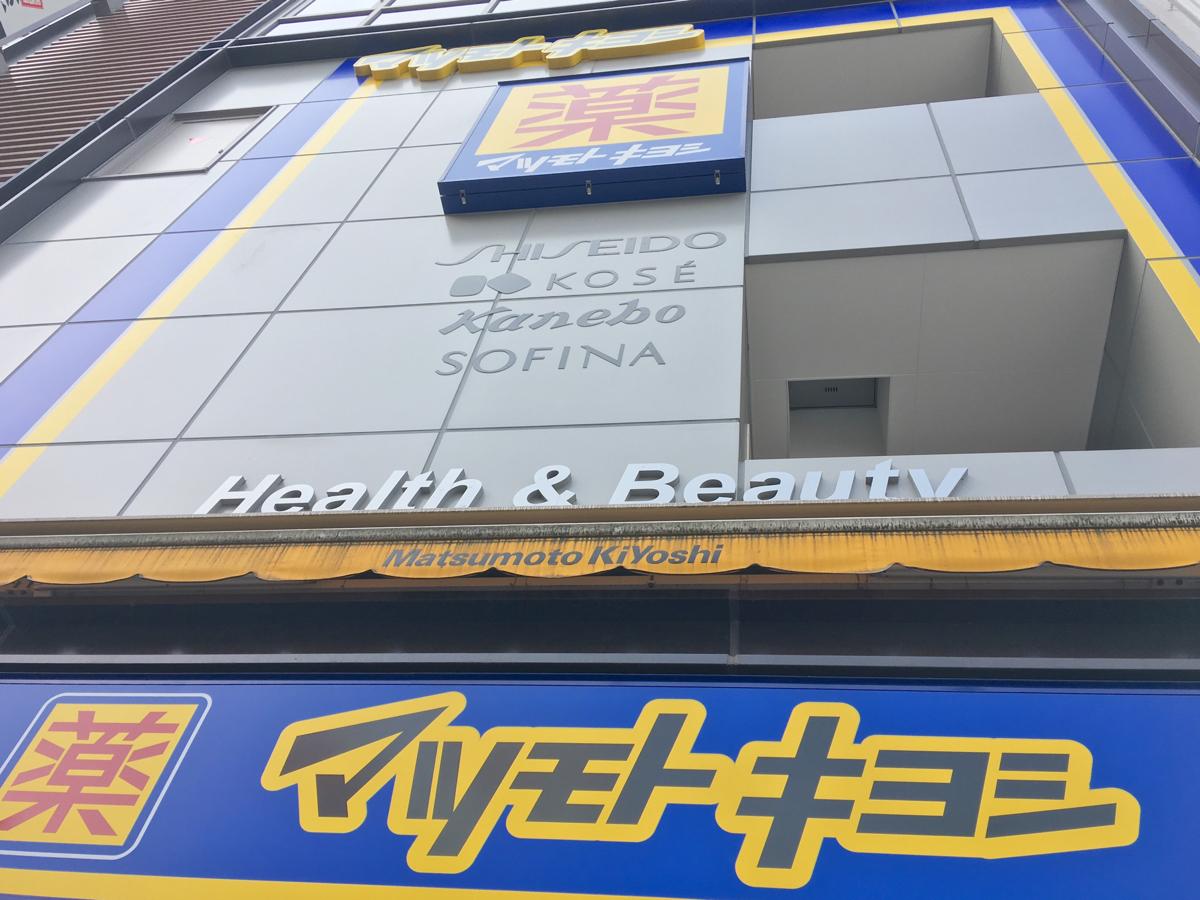 マツモトキヨシ
薬
マツモトキヨシ
SHISEIDO
KOSÉ
Kanebo
SOFINA
Health & Beauty
Matsumoto KiYoshi
薬 マツモトキヨシ